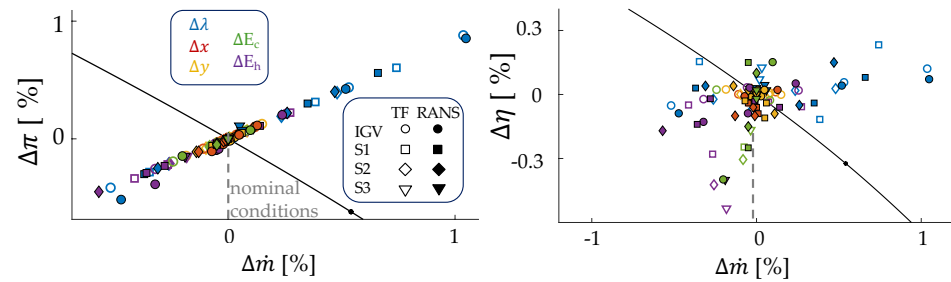 1
0
Δπ [%]
Δλ
Δx ΔE_c
Δy ΔE_h
TF RANS
IGV
S1
S2
S3
nominal
conditions
0 1
Δṁ [%]
0.3
0
-0.3
Δη [%]
-1 0 1
Δṁ [%]